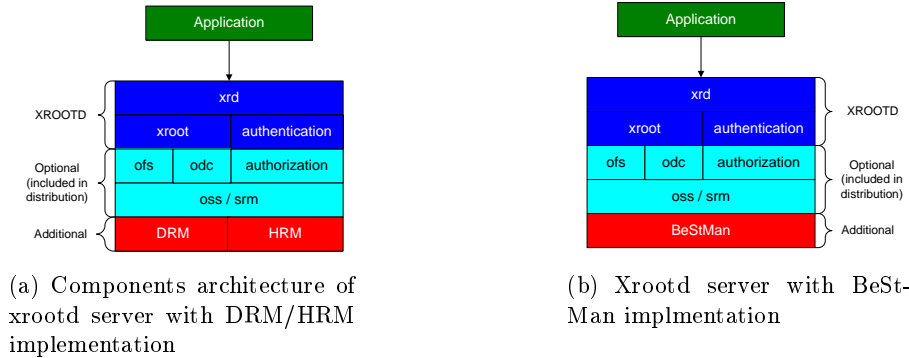 Application
xrd
XROOTD
xroot
authentication
Optional
(included in
distribution)
ofs
odc
authorization
oss / srm
Additional
DRM
HRM
(a) Components architecture of
xrootd server with DRM/HRM
implementation
Application
xrd
XROOTD
xroot
authentication
ofs
odc
authorization
Optional
(included in
distribution)
oss / srm
BeStMan
Additional
(b) Xrootd server with BeSt-
Man implmentation